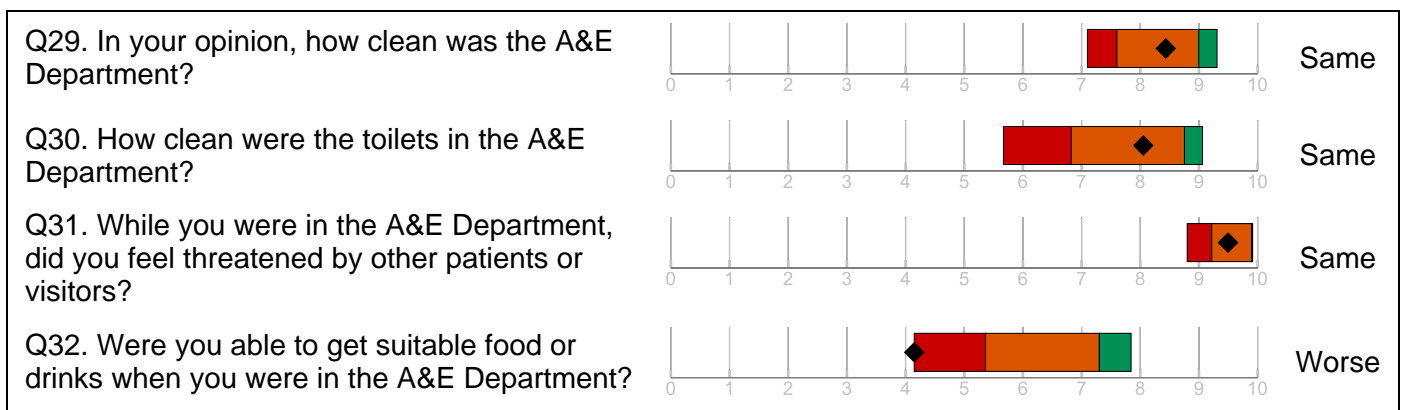 Q29. In your opinion, how clean was the A&E
Department?
0 1 2 3 4 5 6 7 8 9 10
Same
Q30. How clean were the toilets in the A&E
Department?
0 1 2 3 4 5 6 7 8 9 10
Same
Q31. While you were in the A&E Department,
did you feel threatened by other patients or
visitors?
0 1 2 3 4 5 6 7 8 9 10
Same
Q32. Were you able to get suitable food or
drinks when you were in the A&E Department?
0 1 2 3 4 5 6 7 8 9 10
Worse